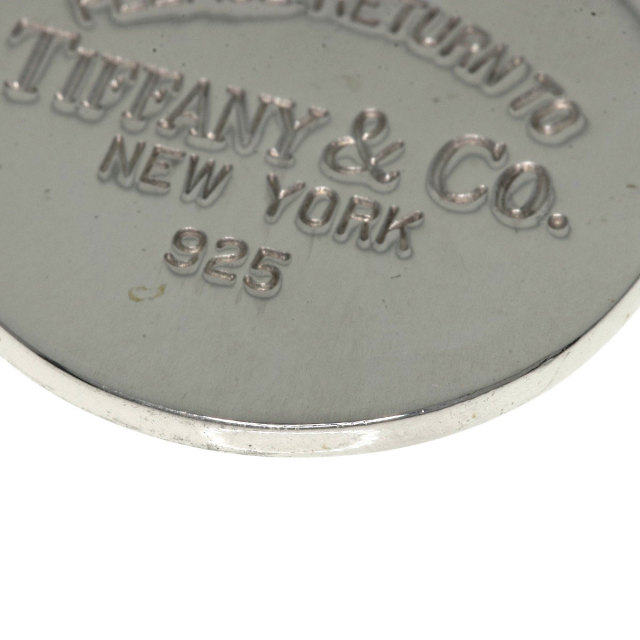 RETURN TO
TIFFANY & CO.
NEW YORK
925